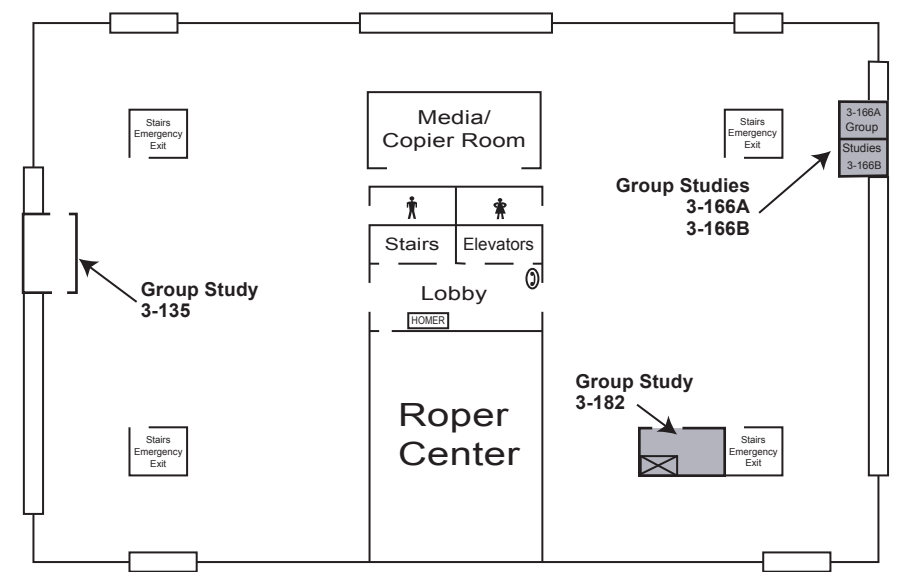 Stairs
Emergency
Exit
Media/
Copier Room
Stairs
Emergency
Exit
3-166A
Group
Studies
3-166B
Group Studies
3-166A
3-166B
Stairs
Elevators
Group Study
3-135
Lobby
HOMER
Group Study
3-182
Roper
Center
Stairs
Emergency
Exit
Stairs
Emergency
Exit